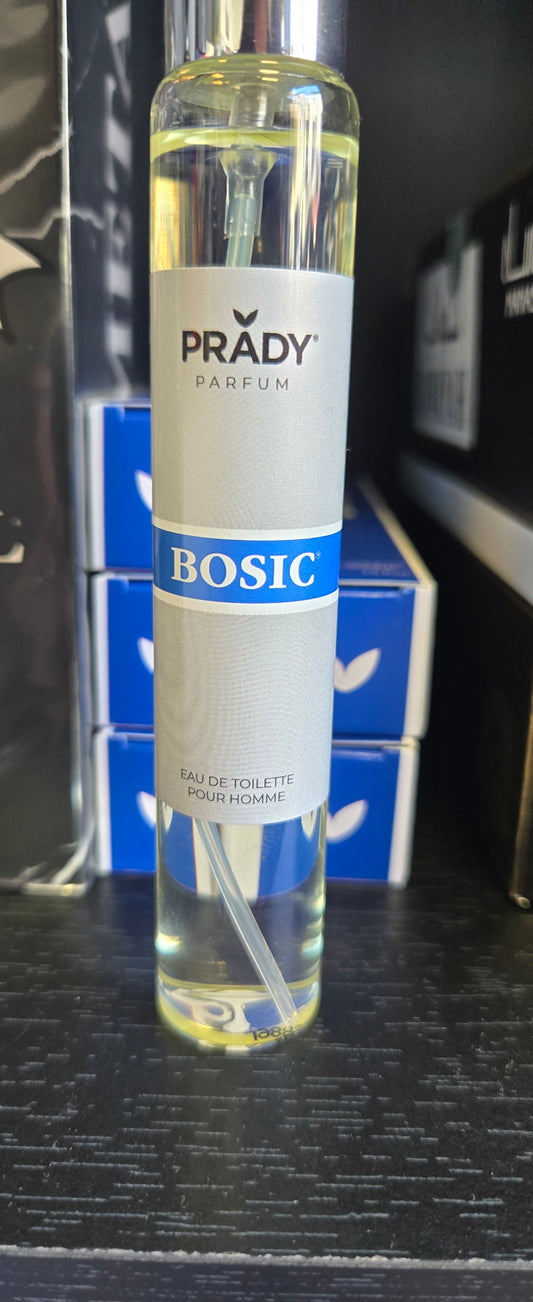 PRADY®
PARFUM
BOSIC®
EAU DE TOILETTE
POUR HOMME